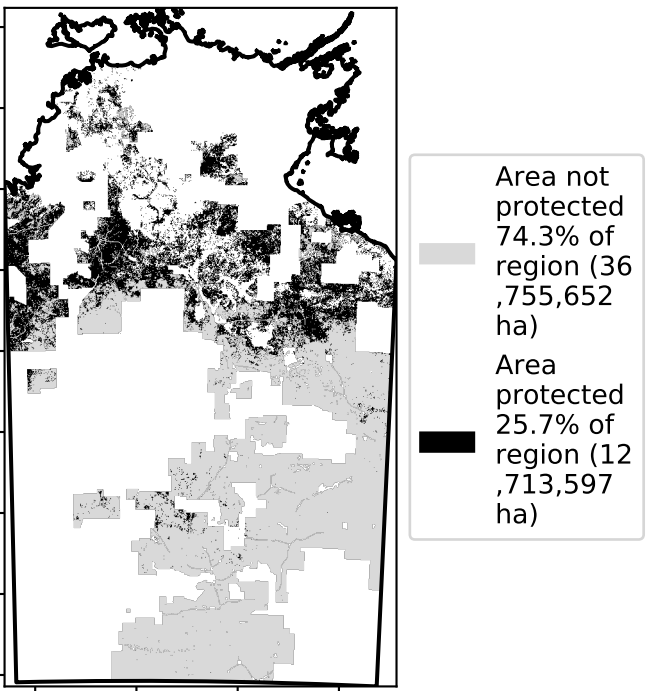 Area not
protected
74.3% of
region (36
,755,652
ha)
Area
protected
25.7% of
region (12
,713,597
ha)